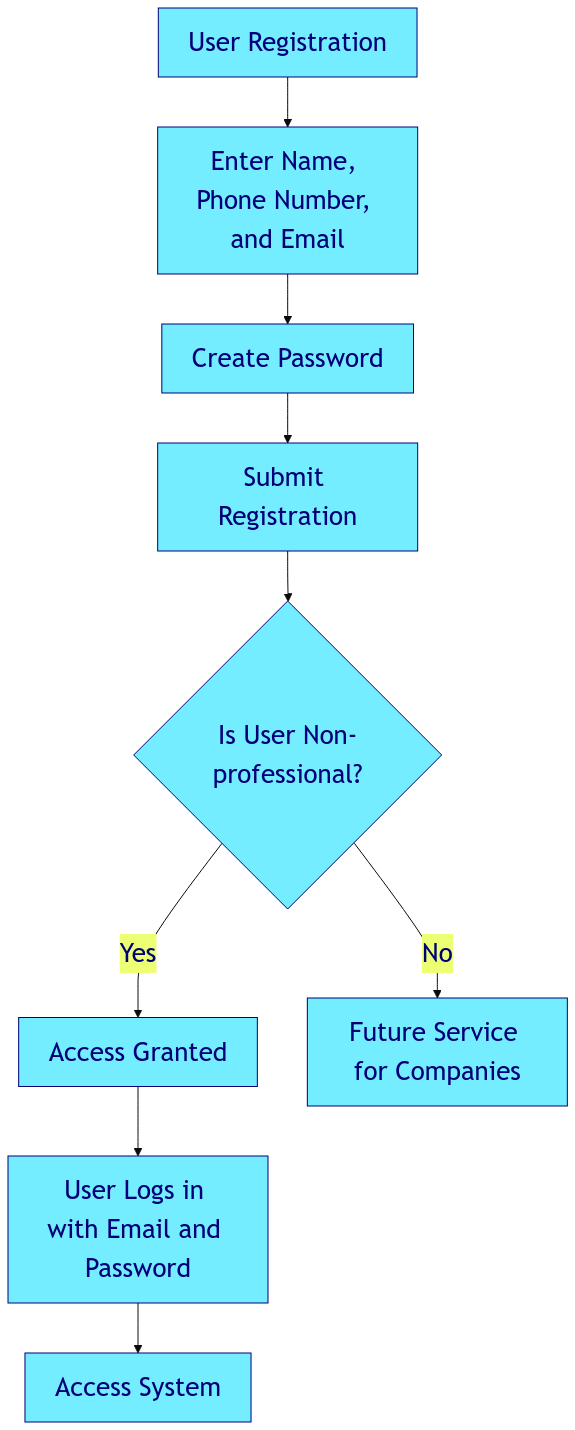 User Registration
Enter Name,
Phone Number,
and Email
Create Password
Submit
Registration
Is User Non-
professional?
Yes
No
Access Granted
Future Service
for Companies
User Logs in
with Email and
Password
Access System